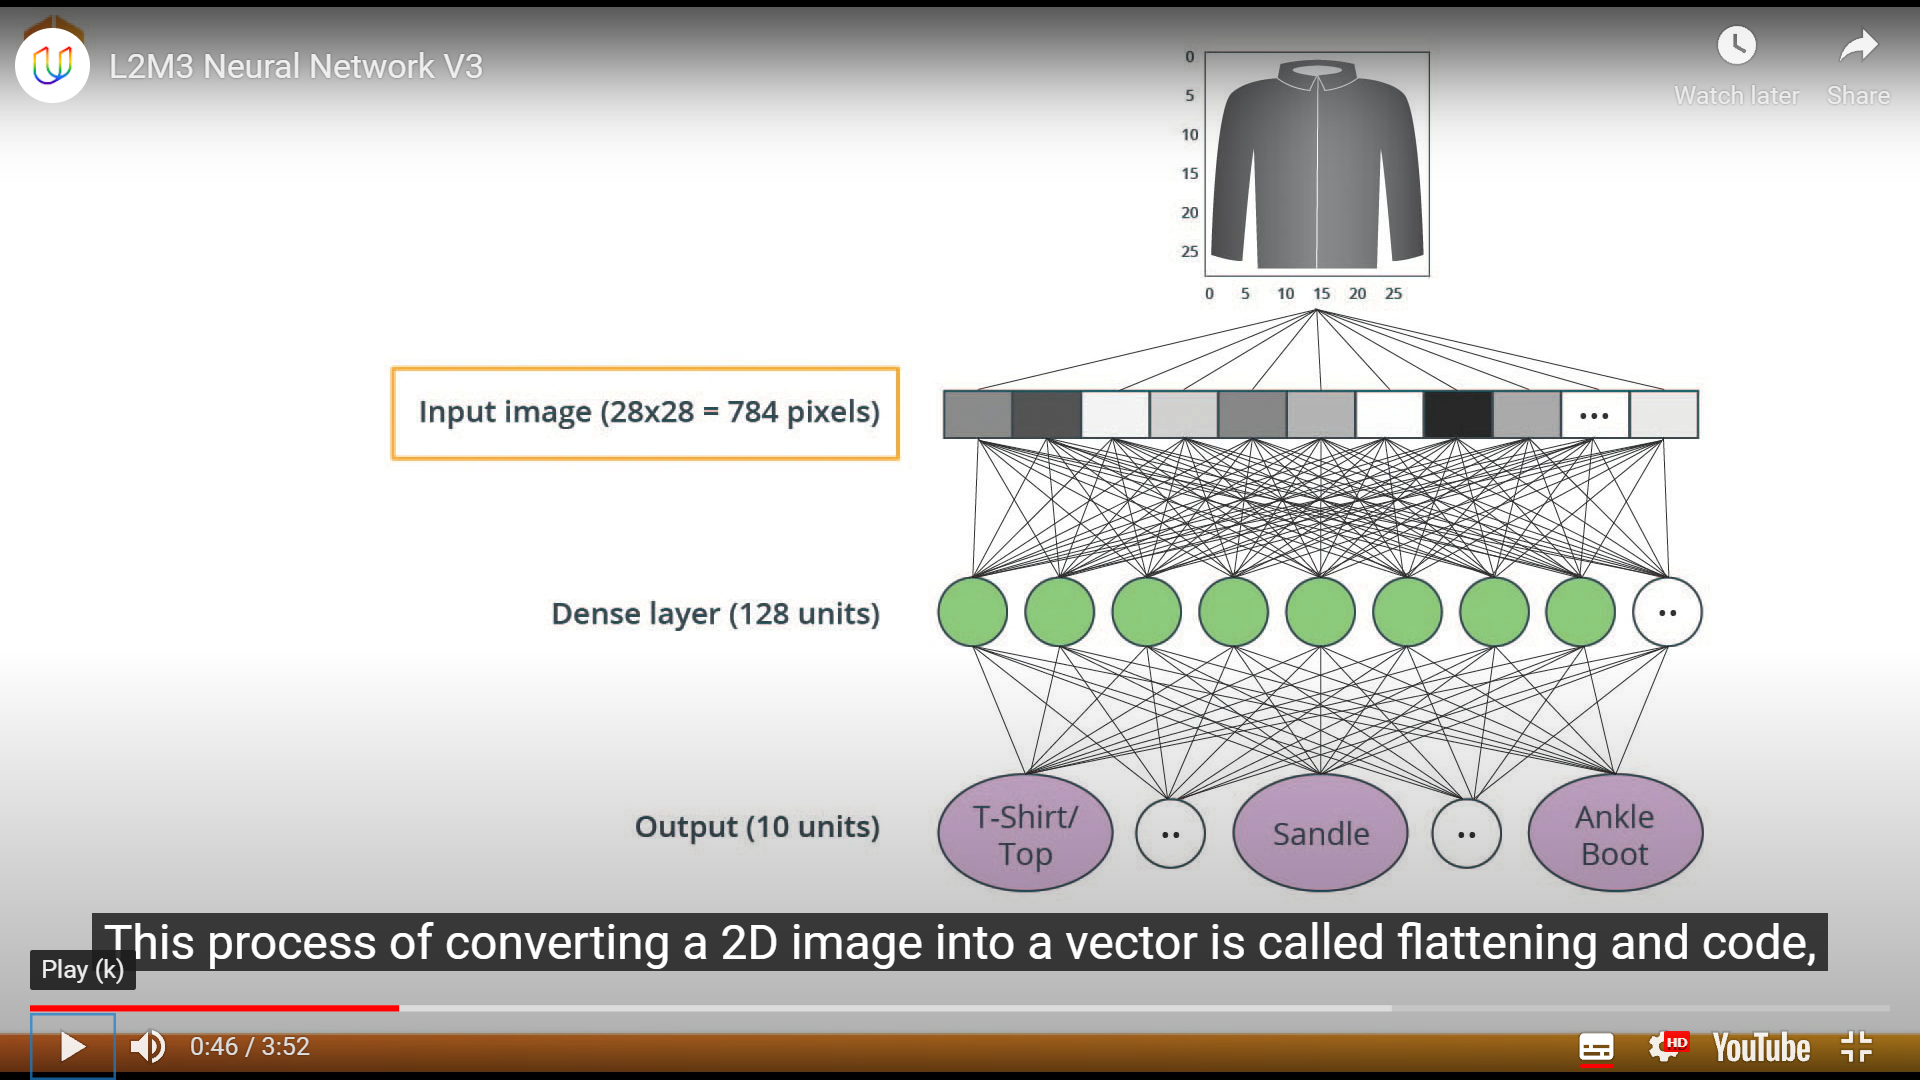 L2M3 Neural Network V3
Watch later
Share
0
5
10
15
20
25
0 5 10 15 20 25
Input image (28x28 = 784 pixels)
...
Dense layer (128 units)
..
Output (10 units)
T-Shirt/
Top
..
Sandle
..
Ankle
Boot
This process of converting a 2D image into a vector is called flattening and code,
Play (k)
0:46 / 3:52
HD
YouTube